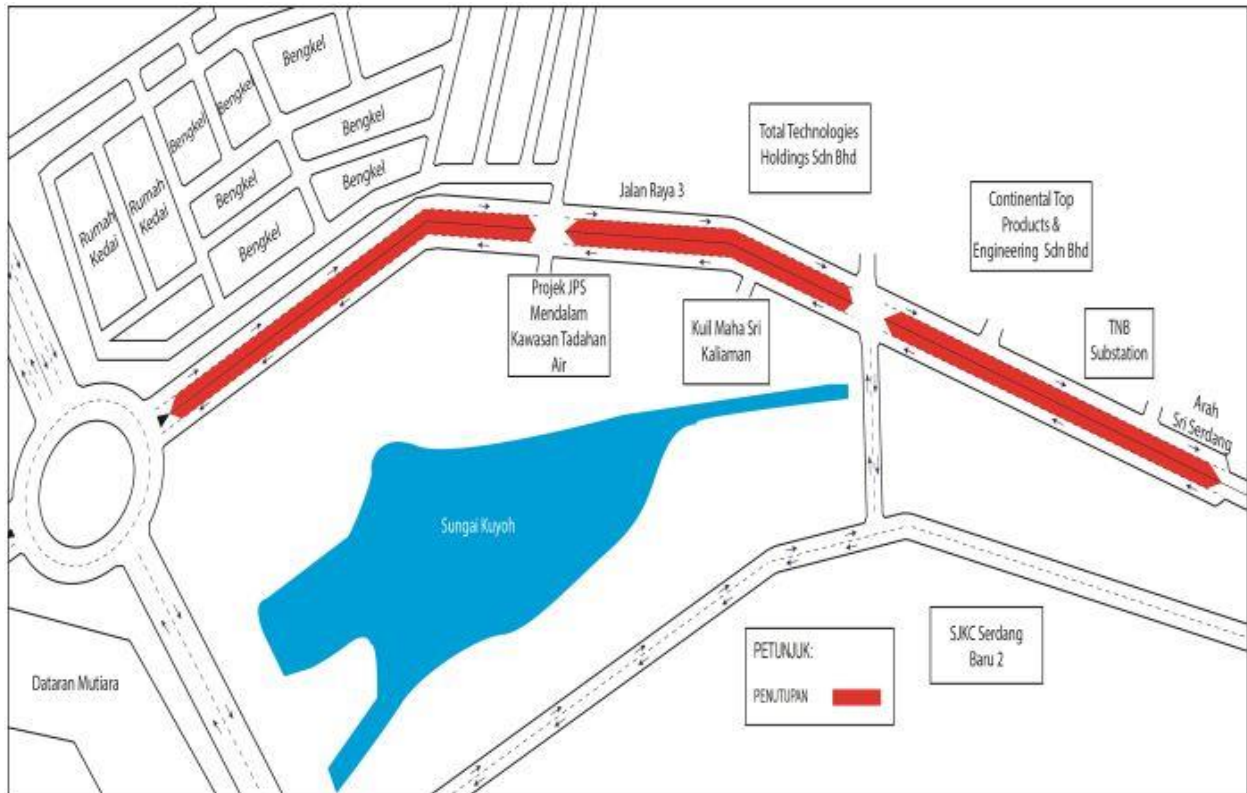 Bengkel
Bengkel
Bengkel
Bengkel
Bengkel
Bengkel
Bengkel
Rumah
Kedai
Rumah
Kedai
Total Technologies
Holdings Sdn Bhd
Jalan Raya 3
Continental Top
Products &
Engineering Sdn Bhd
TNB
Substation
Arah
Sri Serdang
Projek JPS
Mendalam
Kawasan Tadahan
Air
Kuil Maha Sri
Kaliaman
Sungai Kuyoh
SJKC Serdang
Baru 2
Dataran Mutiara
PETUNJUK:
PENUTUPAN